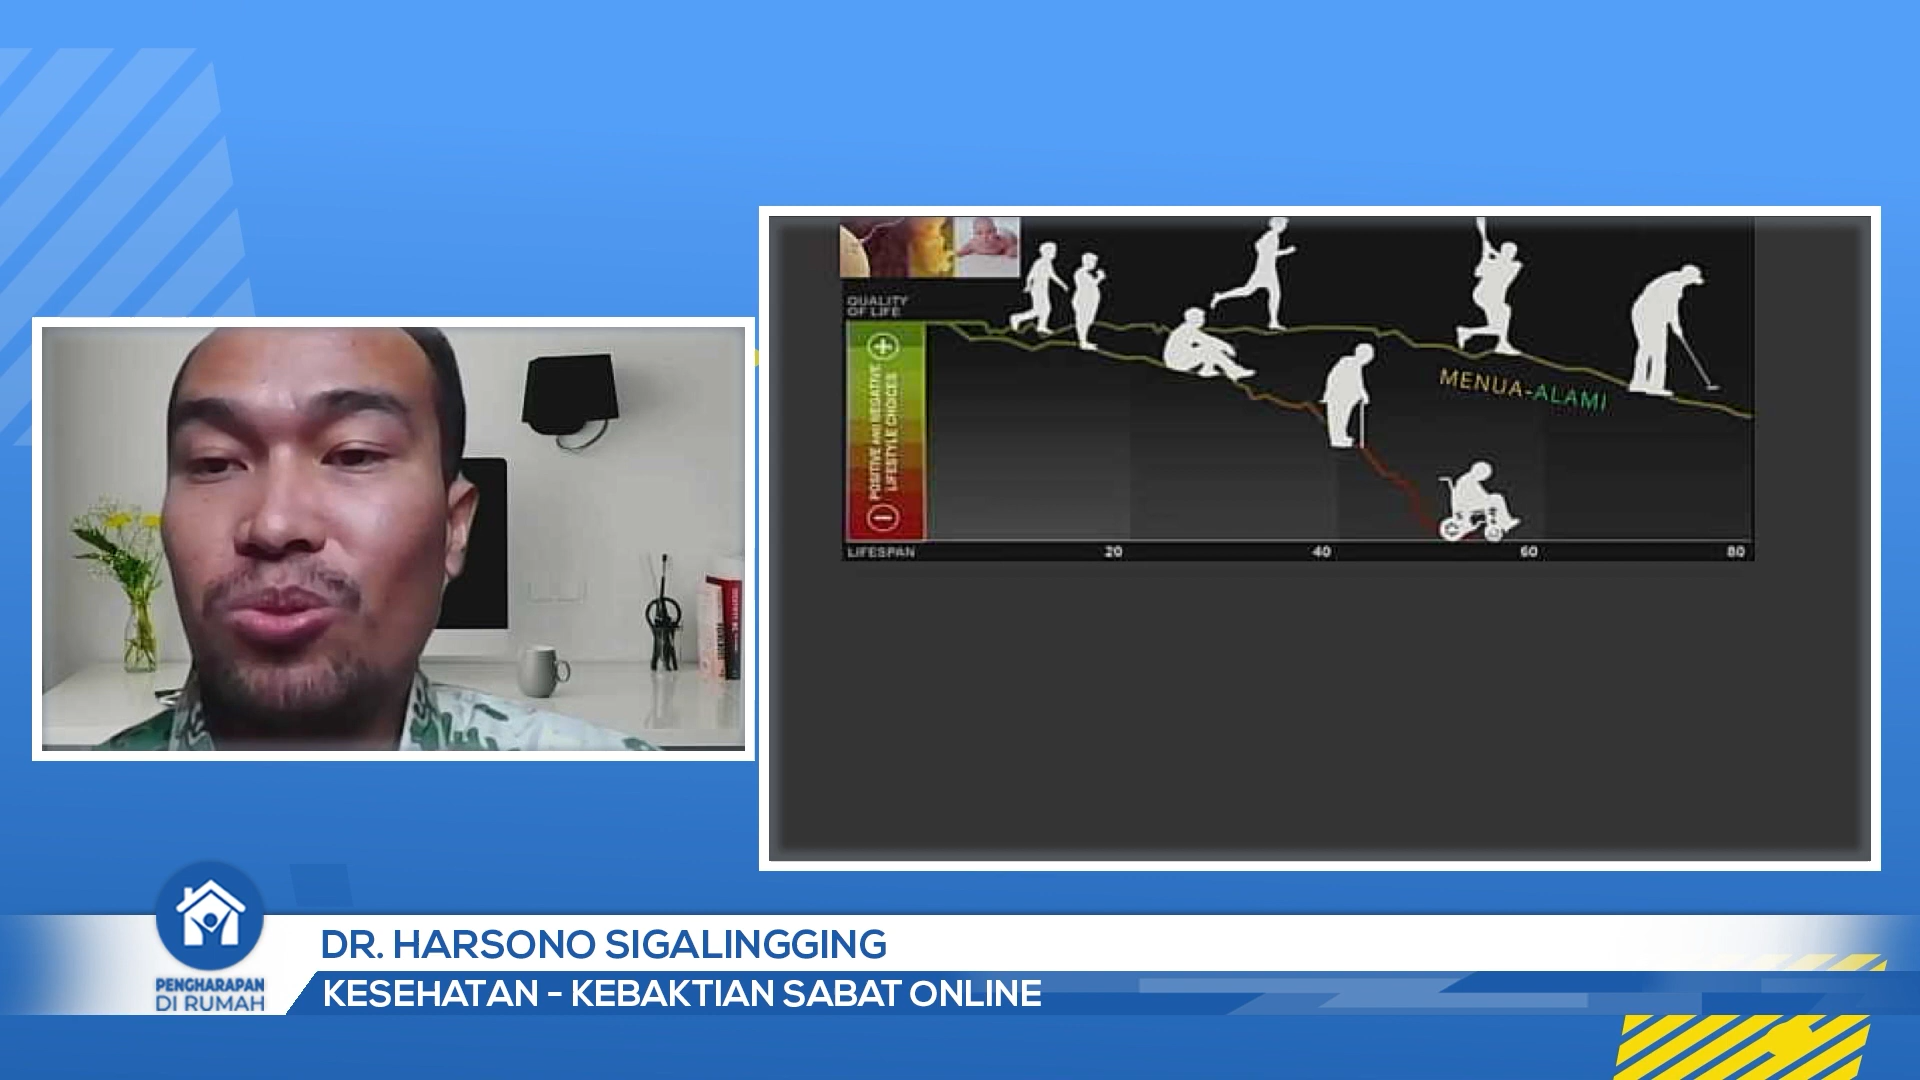 QUALITY
OF LIFE
POSITIVE AND NEGATIVE
LIFESTYLE CHOICES
MENUA-ALAMI
LIFESPAN
20
40
60
80
DR. HARSONO SIGALINGGING
KESEHATAN - KEBAKTIAN SABAT ONLINE
PENGHARAPAN
DI RUMAH